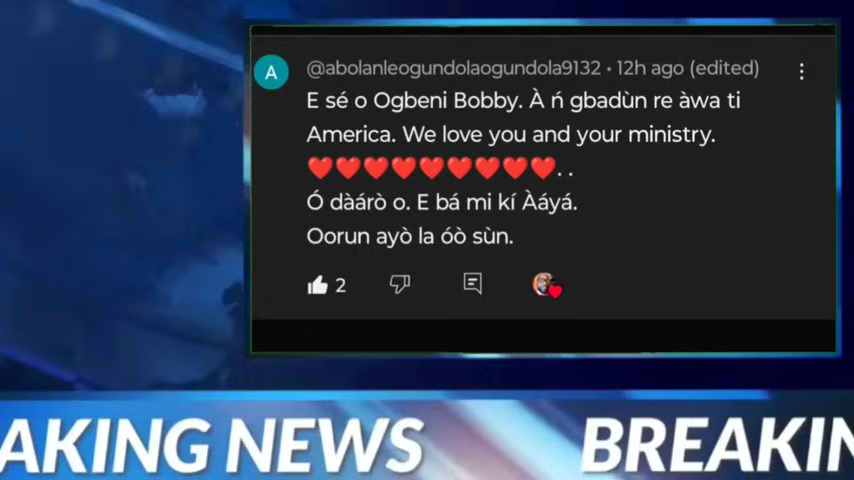 A
@abolanleogundolaogundola9132 • 12h ago (edited)
E sé o Ogbeni Bobby. À ń gbadùn re àwa ti
America. We love you and your ministry.
❤️❤️❤️❤️❤️❤️❤️❤️❤️. .
Ó dàárò o. E bá mi kí Ààyá.
Oorun ayò la óò sùn.
2
AKING NEWS BREAKIN